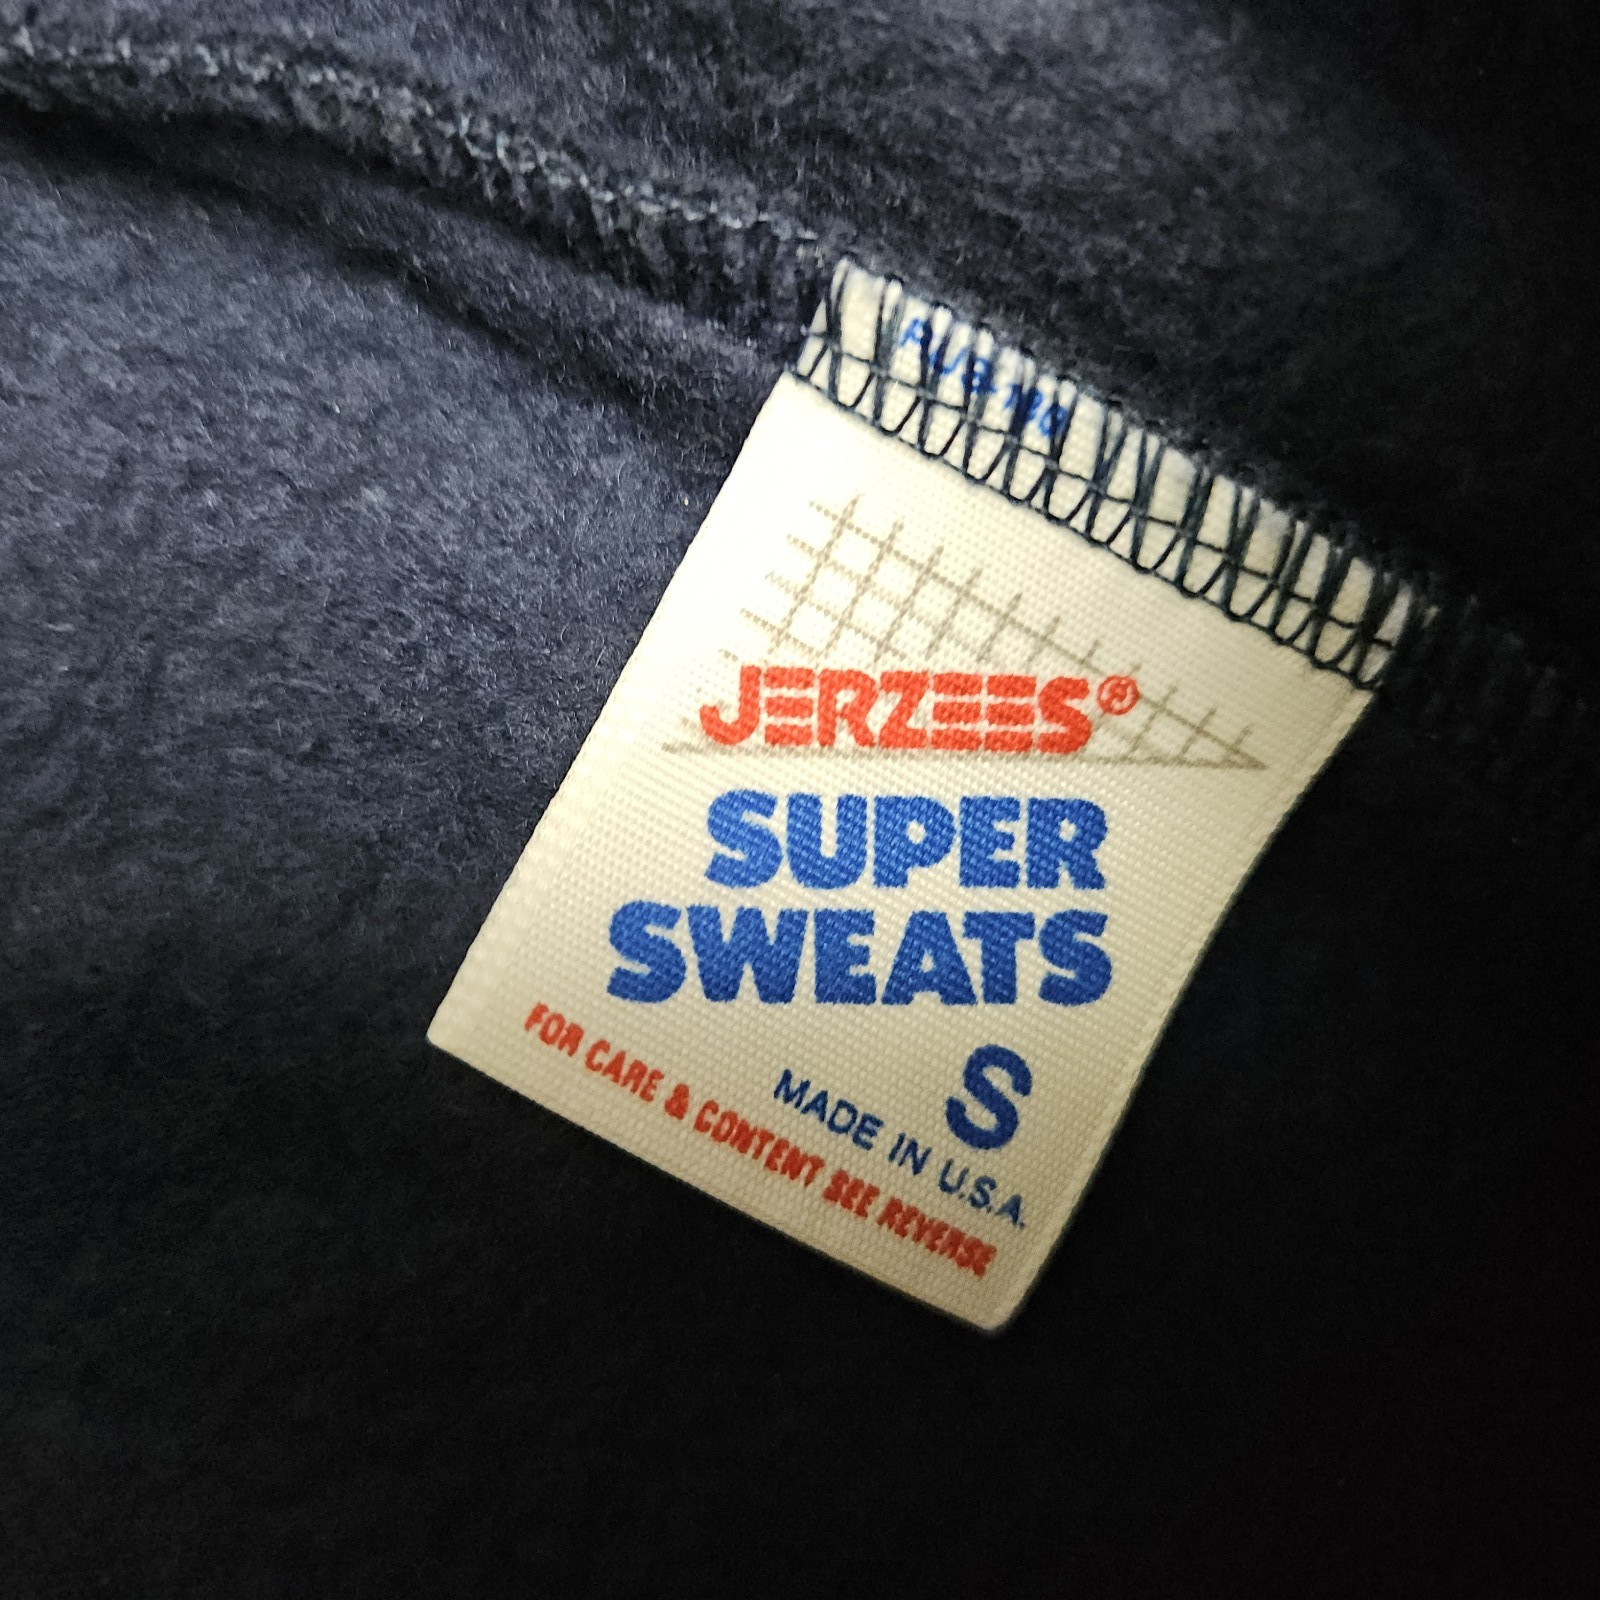 JERZEES®
SUPER
SWEATS
S
MADE IN U.S.A.
FOR CARE & CONTENT SEE REVERSE